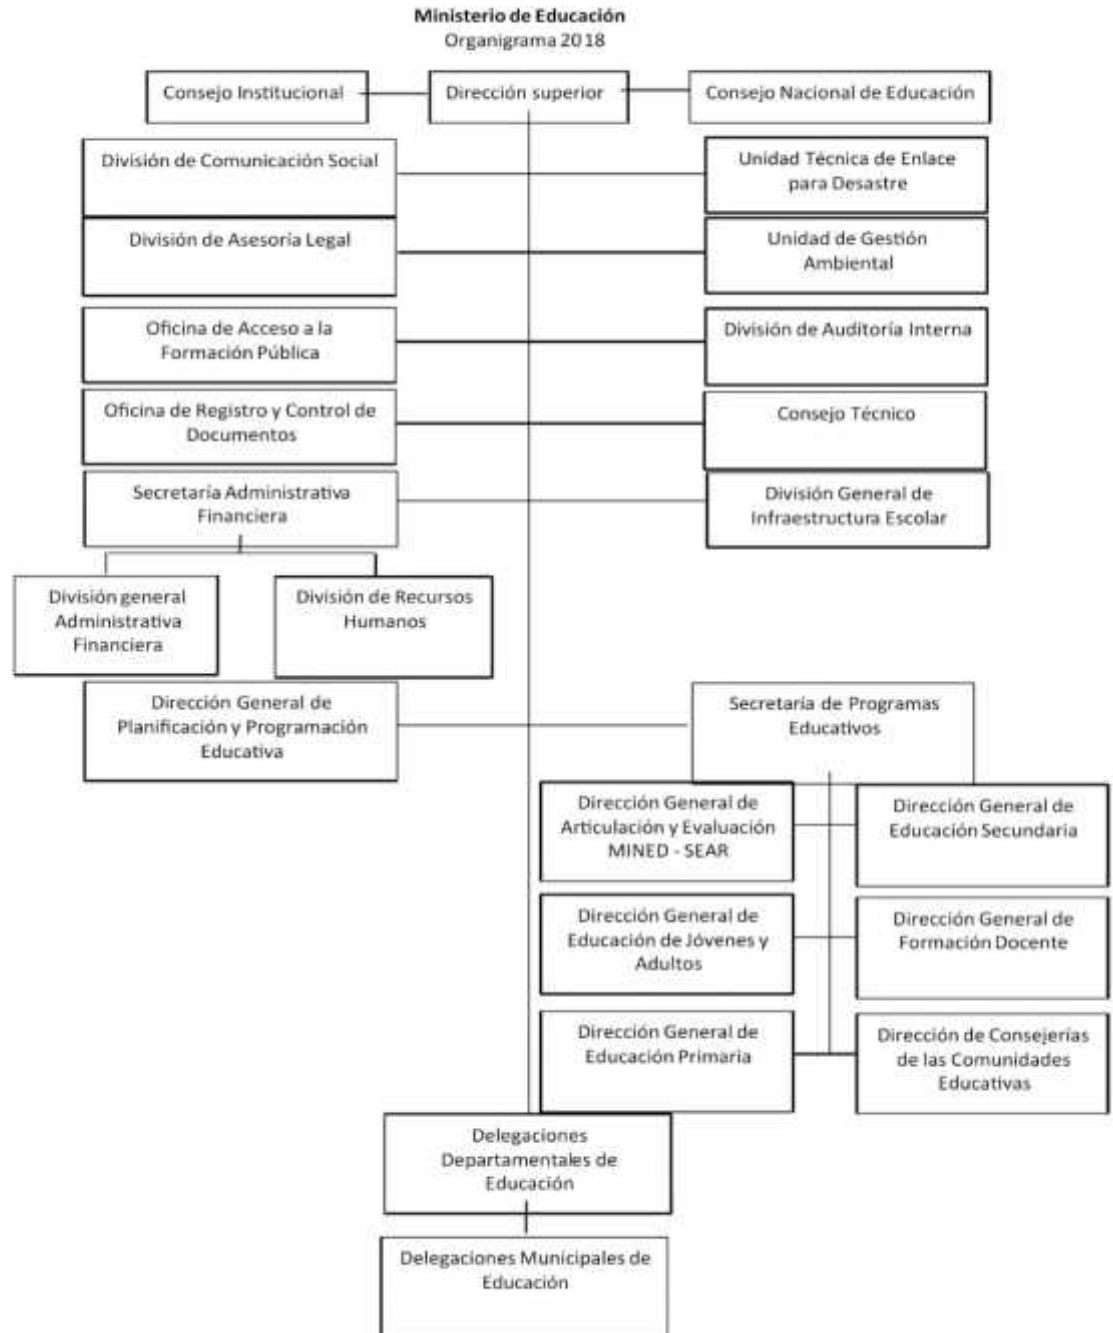 Ministerio de Educación
Organigrama 2018
Consejo Institucional
Dirección superior
Consejo Nacional de Educación
División de Comunicación Social
Unidad Técnica de Enlace
para Desastre
División de Asesoría Legal
Unidad de Gestión
Ambiental
Oficina de Acceso a la
Formación Pública
División de Auditoría Interna
Oficina de Registro y Control de
Documentos
Consejo Técnico
Secretaría Administrativa
Financiera
División General de
Infraestructura Escolar
División general
Administrativa
Financiera
División de Recursos
Humanos
Dirección General de
Planificación y Programación
Educativa
Secretaría de Programas
Educativos
Dirección General de
Articulación y Evaluación
MINED - SEAR
Dirección General de
Educación Secundaria
Dirección General de
Educación de Jóvenes y
Adultos
Dirección General de
Formación Docente
Dirección General de
Educación Primaria
Dirección de Consejerías
de las Comunidades
Educativas
Delegaciones
Departamentales de
Educación
Delegaciones Municipales de
Educación